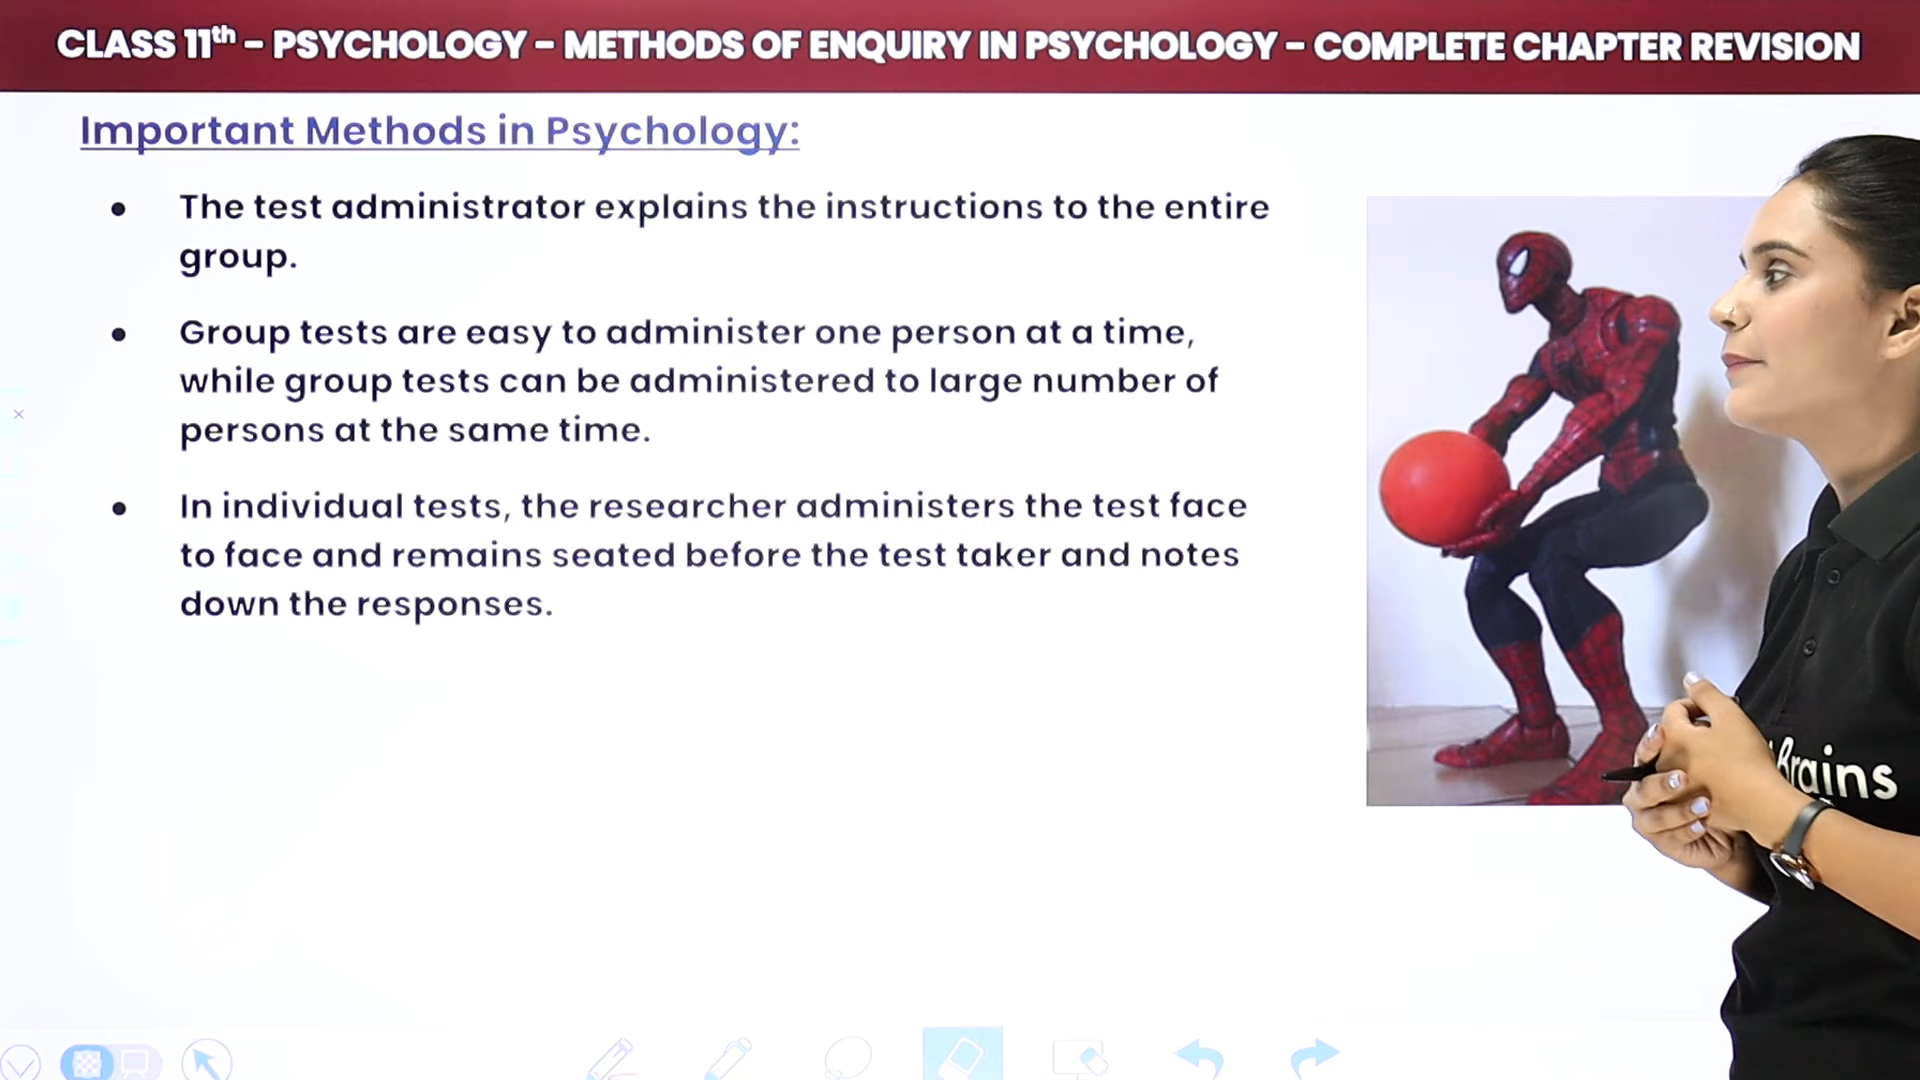 CLASS 11th – PSYCHOLOGY – METHODS OF ENQUIRY IN PSYCHOLOGY – COMPLETE CHAPTER REVISION
Important Methods in Psychology:
● The test administrator explains the instructions to the entire
group.
● Group tests are easy to administer one person at a time,
while group tests can be administered to large number of
persons at the same time.
● In individual tests, the researcher administers the test face
to face and remains seated before the test taker and notes
down the responses.
Brains